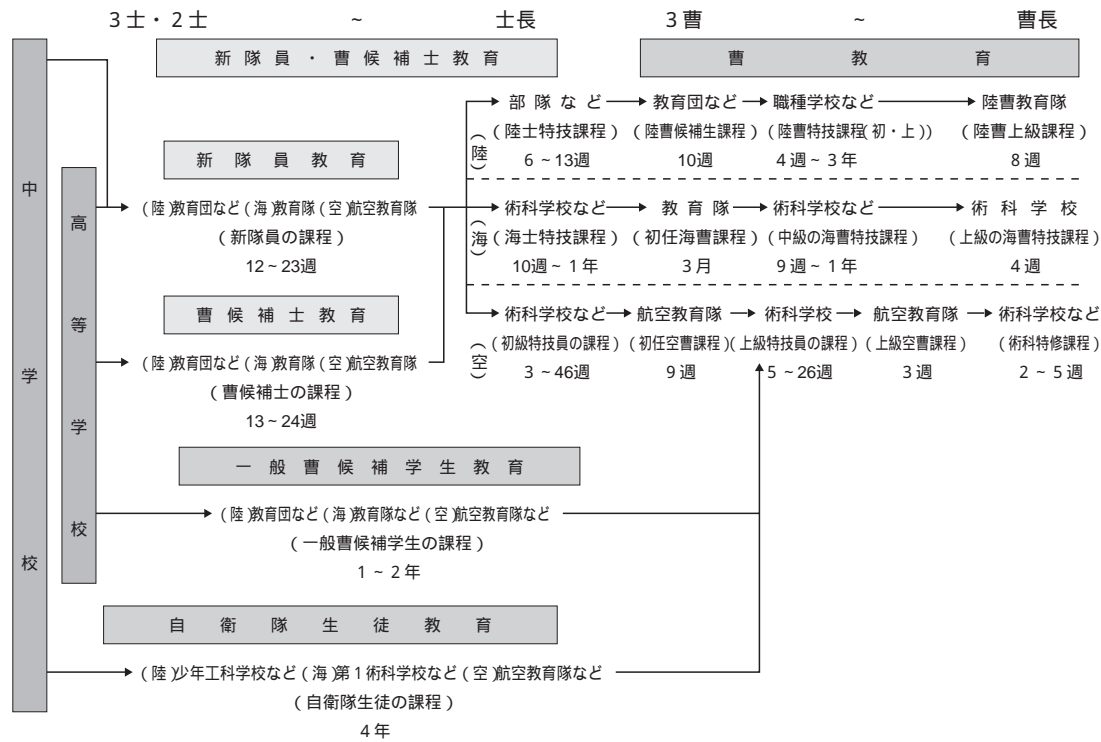 3士・2士 ~ 士長 3曹 ~ 曹長
新隊員・曹候補士教育 曹教育
部隊など 教育団など 職種学校など 陸曹教育隊
(陸)
(陸士特技課程) (陸曹候補生課程) (陸曹特技課程(初・上)) (陸曹上級課程)
6~13週 10週 4週~3年 8週
新隊員教育
中学校
高等学校
(陸)教育団など(海)教育隊(空)航空教育隊
(新隊員の課程)
12~23週
術科学校など 教育隊 術科学校など 術科学校
(海)
(海士特技課程) (初任海曹課程) (中級の海曹特技課程) (上級の海曹特技課程)
10週~1年 3月 9週~1年 4週
曹候補士教育
(陸)教育団など(海)教育隊(空)航空教育隊
(曹候補士の課程)
13~24週
術科学校など 航空教育隊 術科学校 航空教育隊 術科学校など
(空)
(初級特技員の課程) (初任空曹課程) (上級特技員の課程) (上級空曹課程) (術科特修課程)
3~46週 9週 5~26週 3週 2~5週
一般曹候補学生教育
(陸)教育団など(海)教育隊など(空)航空教育隊など
(一般曹候補学生の課程)
1~2年
自衛隊生徒教育
(陸)少年工科学校など(海)第1術科学校など(空)航空教育隊など
(自衛隊生徒の課程)
4年